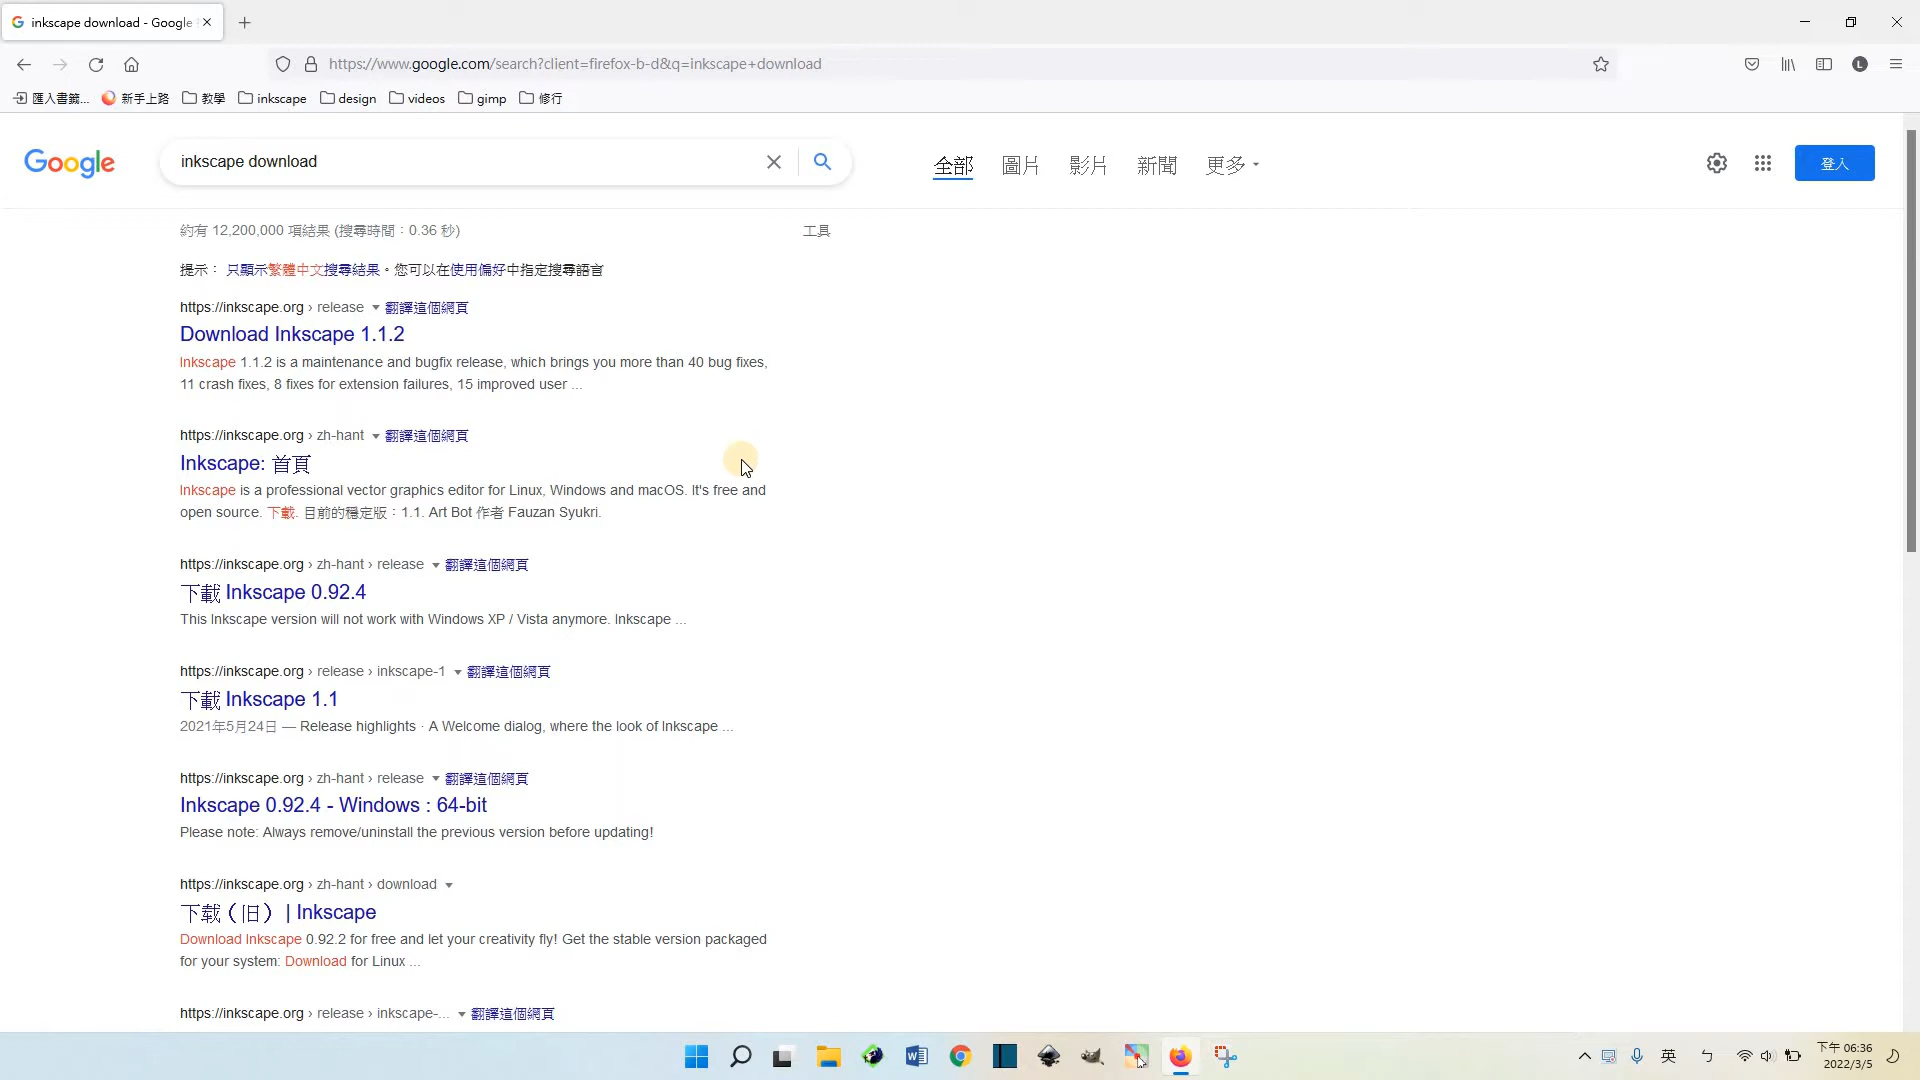 inkscape download - Google
https://www.google.com/search?client=firefox-b-d&q=inkscape+download
匯入書籤... 新手上路 教學 inkscape design videos gimp 修行
Google inkscape download 全部 圖片 影片 新聞 更多 登入
約有 12,200,000 項結果 (搜尋時間：0.36 秒) 工具
提示： 只顯示繁體中文搜尋結果。您可以在使用偏好中指定搜尋語言
https://inkscape.org › release 翻譯這個網頁
Download Inkscape 1.1.2
Inkscape 1.1.2 is a maintenance and bugfix release, which brings you more than 40 bug fixes,
11 crash fixes, 8 fixes for extension failures, 15 improved user ...
https://inkscape.org › zh-hant 翻譯這個網頁
Inkscape: 首頁
Inkscape is a professional vector graphics editor for Linux, Windows and macOS. It's free and
open source. 下載. 目前的穩定版：1.1. Art Bot 作者 Fauzan Syukri.
https://inkscape.org › zh-hant › release 翻譯這個網頁
下載 Inkscape 0.92.4
This Inkscape version will not work with Windows XP / Vista anymore. Inkscape ...
https://inkscape.org › release › inkscape-1 翻譯這個網頁
下載 Inkscape 1.1
2021年5月24日 — Release highlights · A Welcome dialog, where the look of Inkscape ...
https://inkscape.org › zh-hant › release 翻譯這個網頁
Inkscape 0.92.4 - Windows : 64-bit
Please note: Always remove/uninstall the previous version before updating!
https://inkscape.org › zh-hant › download
下载（旧） | Inkscape
Download Inkscape 0.92.2 for free and let your creativity fly! Get the stable version packaged
for your system: Download for Linux ...
https://inkscape.org › release › inkscape-... 翻譯這個網頁
英 ㄅ 下午 06:36
2022/3/5